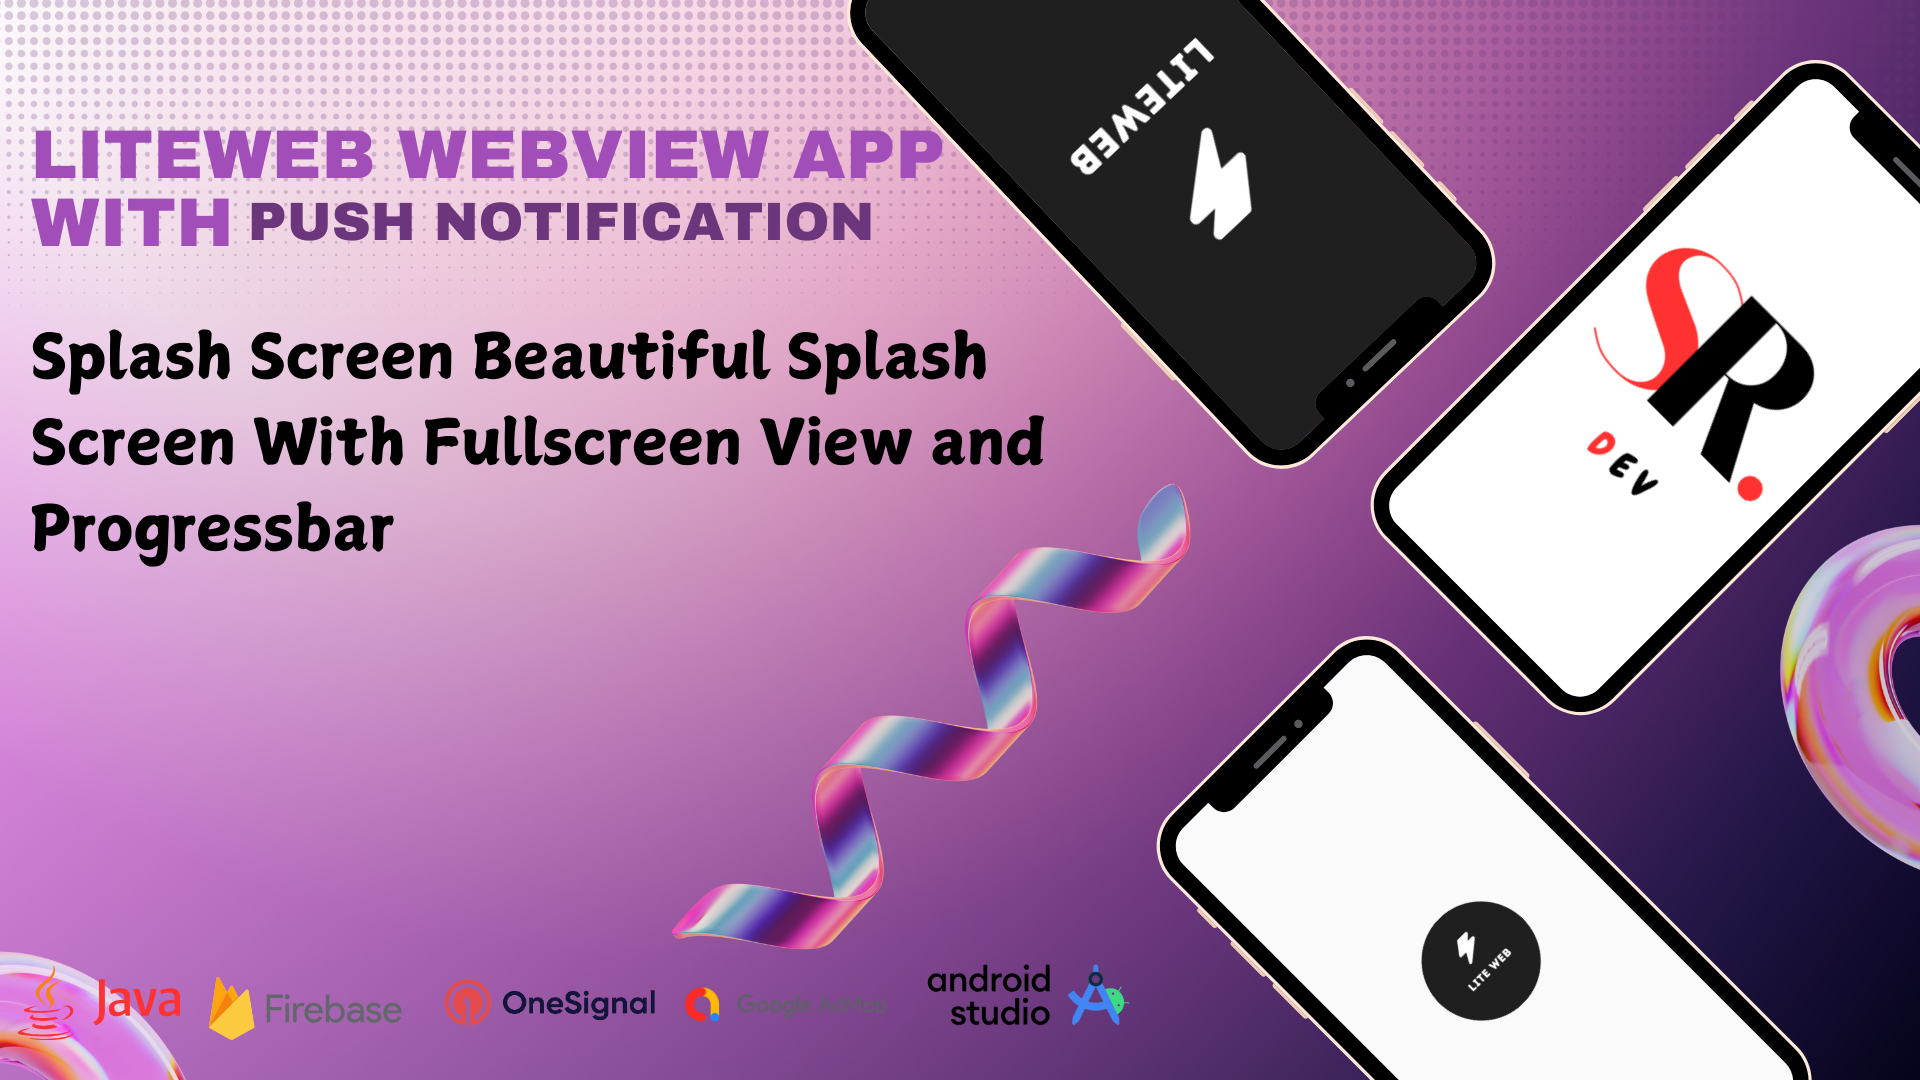 LITEWEB WEBVIEW APP
WITH PUSH NOTIFICATION
Splash Screen Beautiful Splash
Screen With Fullscreen View and
Progressbar
LITEWEB
SR.
DEV
LITE WEB
Java
Firebase
OneSignal
Google AdMob
android
studio